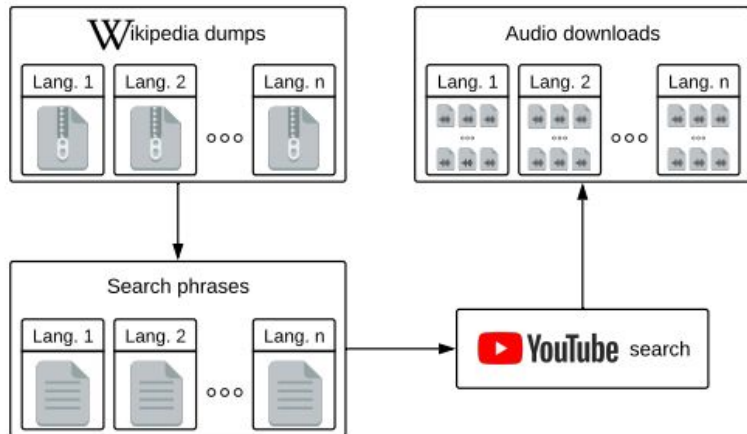 Wikipedia dumps
Lang. 1 Lang. 2 Lang. n
Audio downloads
Lang. 1 Lang. 2 Lang. n
Search phrases
Lang. 1 Lang. 2 Lang. n
YouTube search